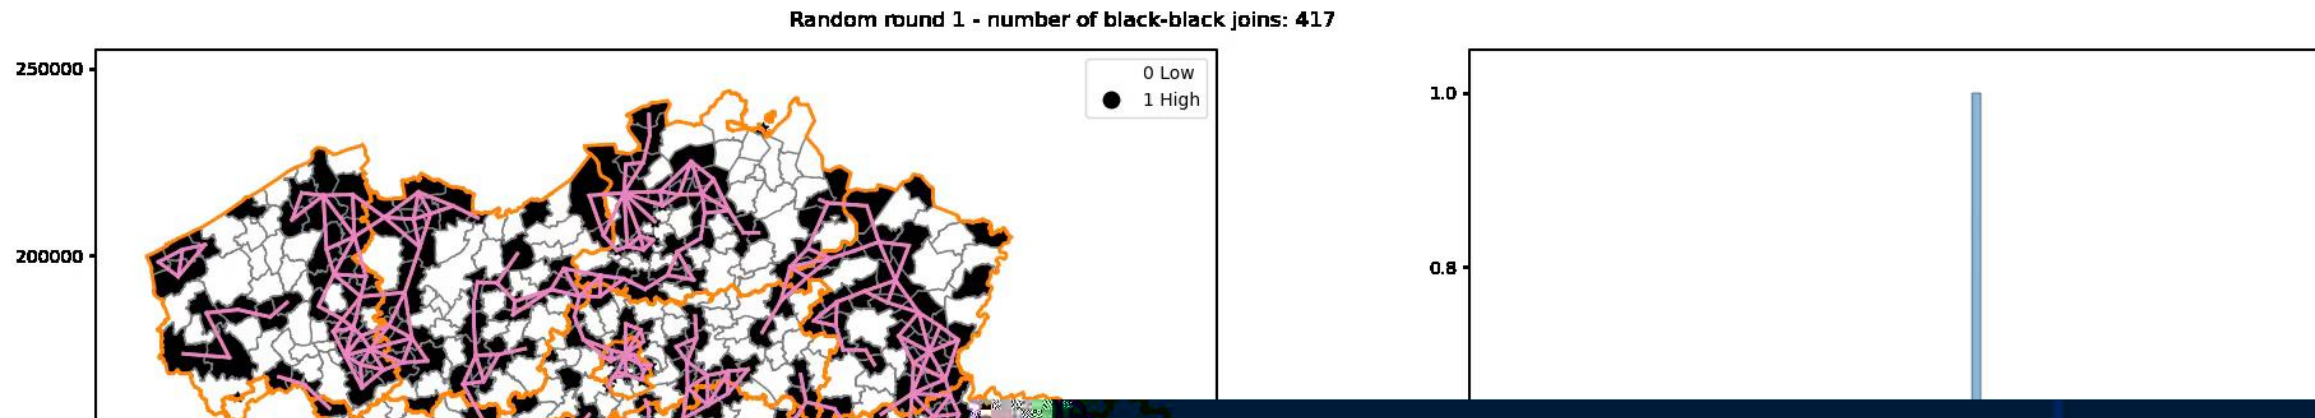 Random round 1 - number of black-black joins: 417
250000
0 Low
1 High
1.0
200000
0.8